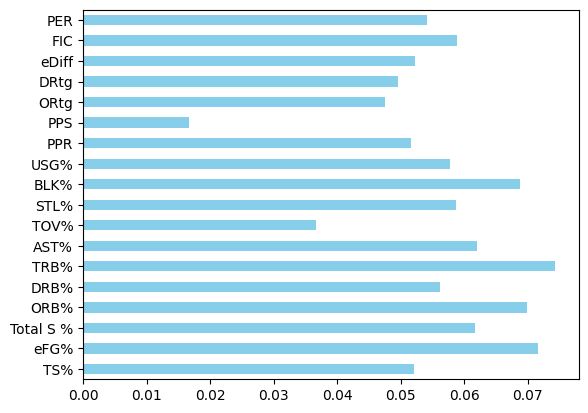 PER
FIC
eDiff
DRtg
ORtg
PPS
PPR
USG%
BLK%
STL%
TOV%
AST%
TRB%
DRB%
ORB%
Total S %
eFG%
TS%
0.00 0.01 0.02 0.03 0.04 0.05 0.06 0.07